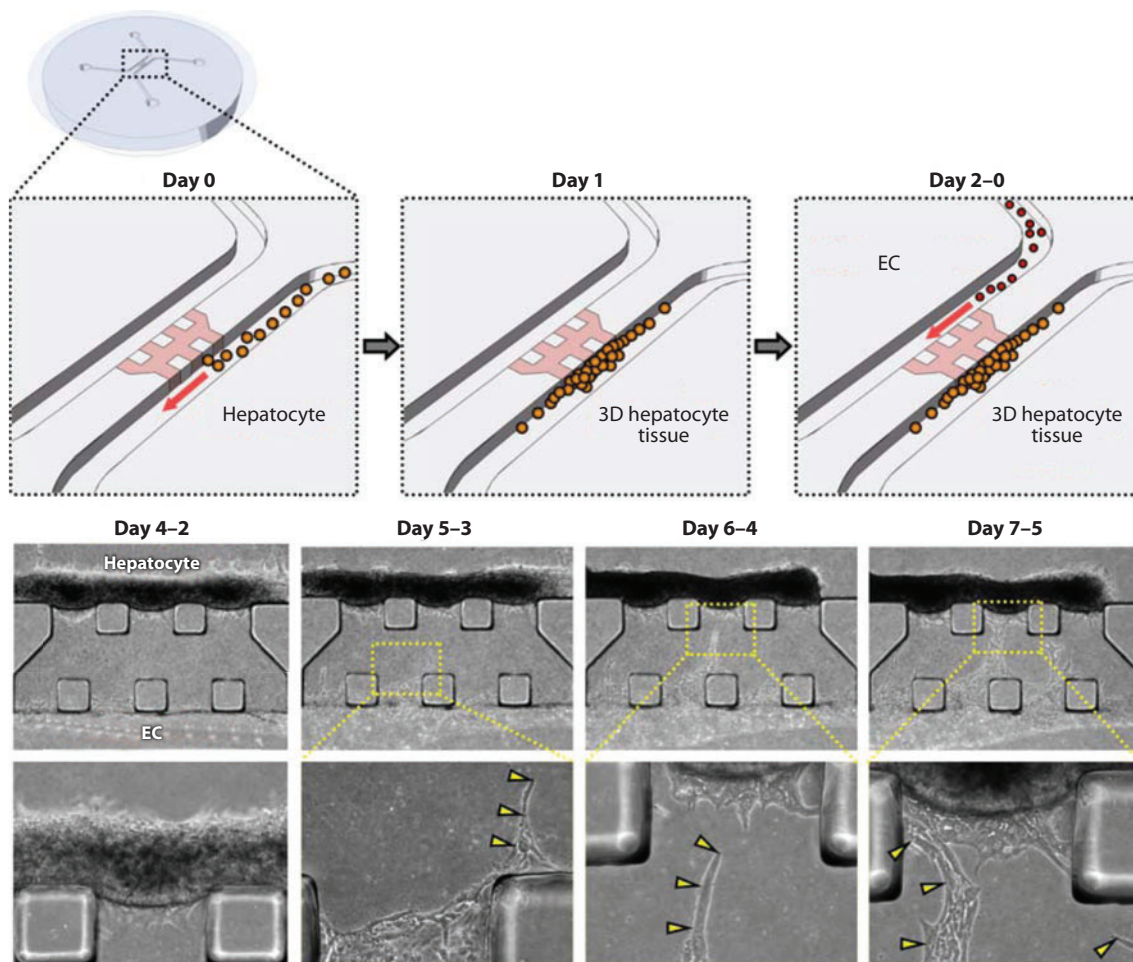 Day 0
Day 1
Day 2–0
Hepatocyte
3D hepatocyte
tissue
EC
3D hepatocyte
tissue
Day 4–2
Day 5–3
Day 6–4
Day 7–5
Hepatocyte
EC